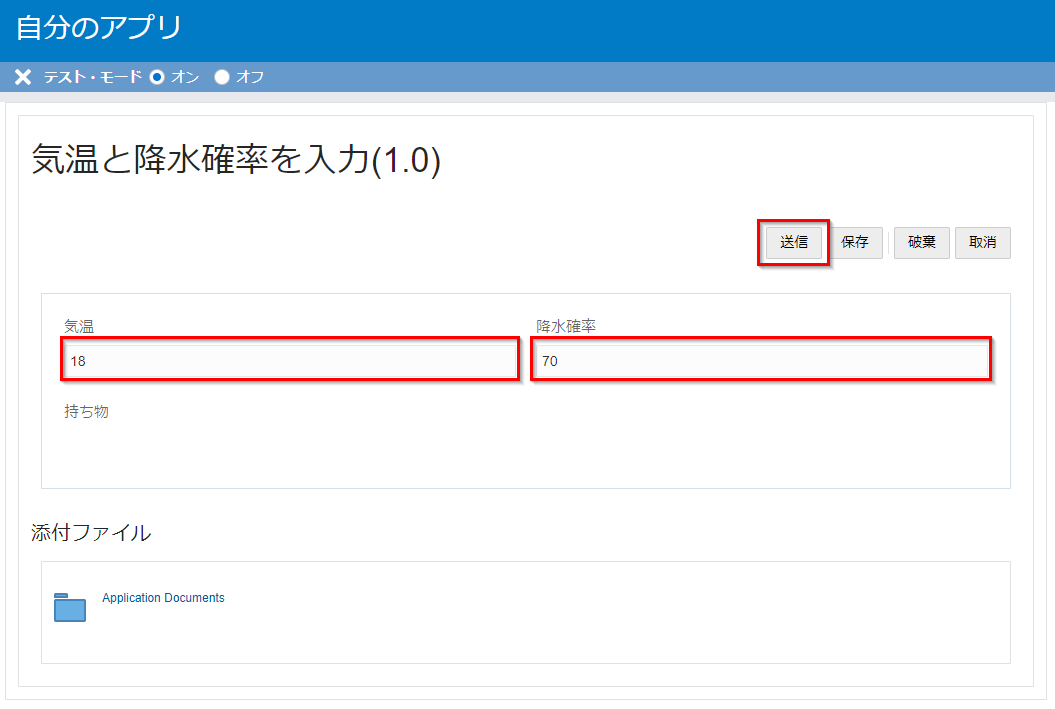 自分のアプリ
テスト・モード オン オフ
気温と降水確率を入力(1.0)
送信 保存 破棄 取消
気温 降水確率
18 70
持ち物
添付ファイル
Application Documents